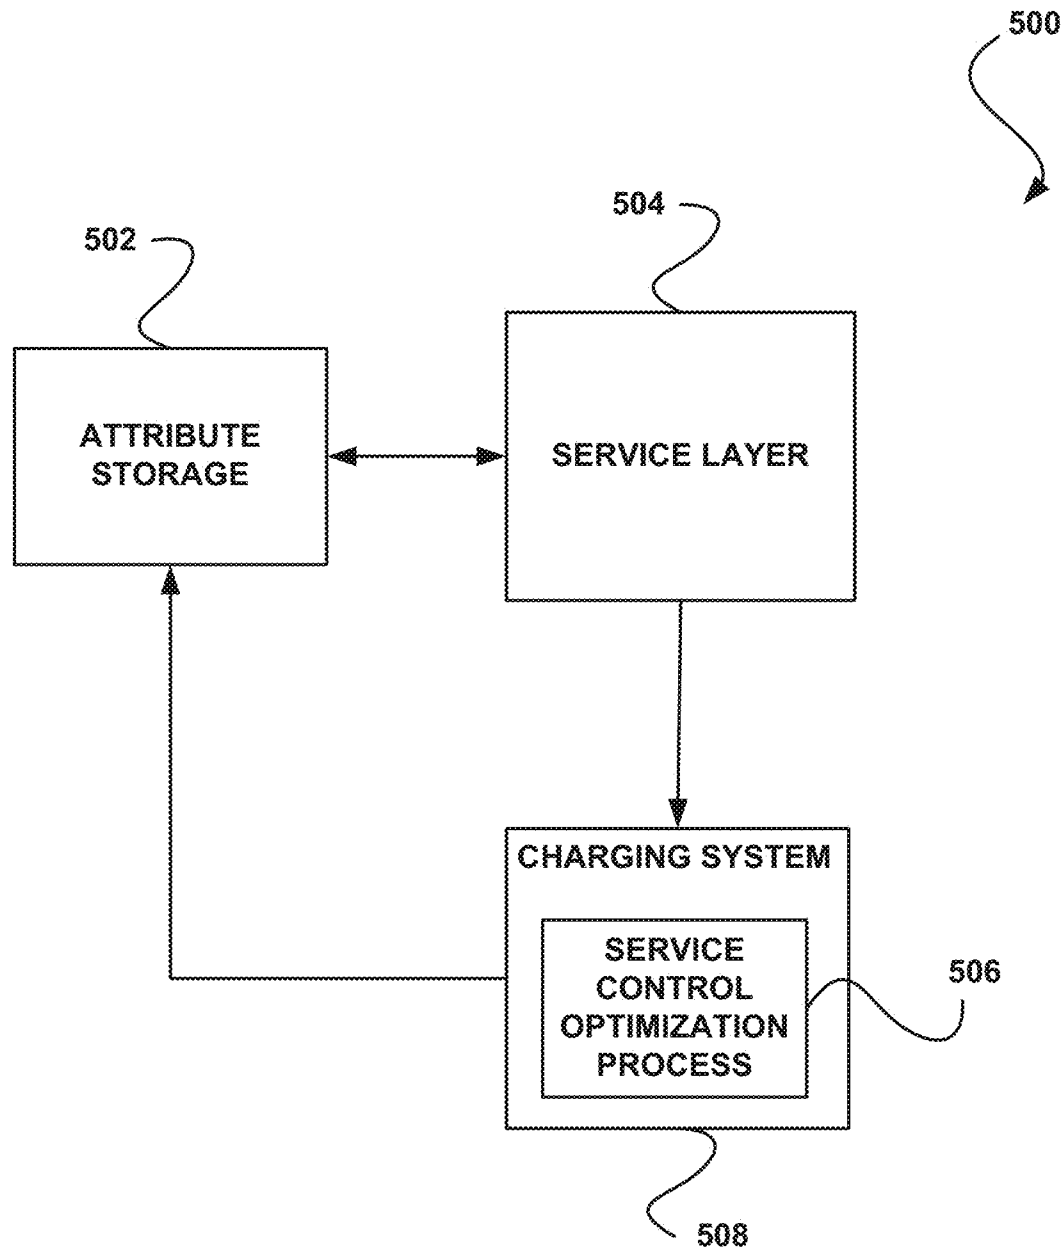 500
504
502
ATTRIBUTE
STORAGE
SERVICE LAYER
CHARGING SYSTEM
SERVICE
CONTROL
OPTIMIZATION
PROCESS
506
508